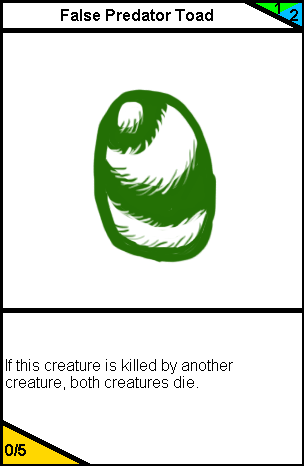 False Predator Toad
1
2
If this creature is killed by another
creature, both creatures die.
0/5